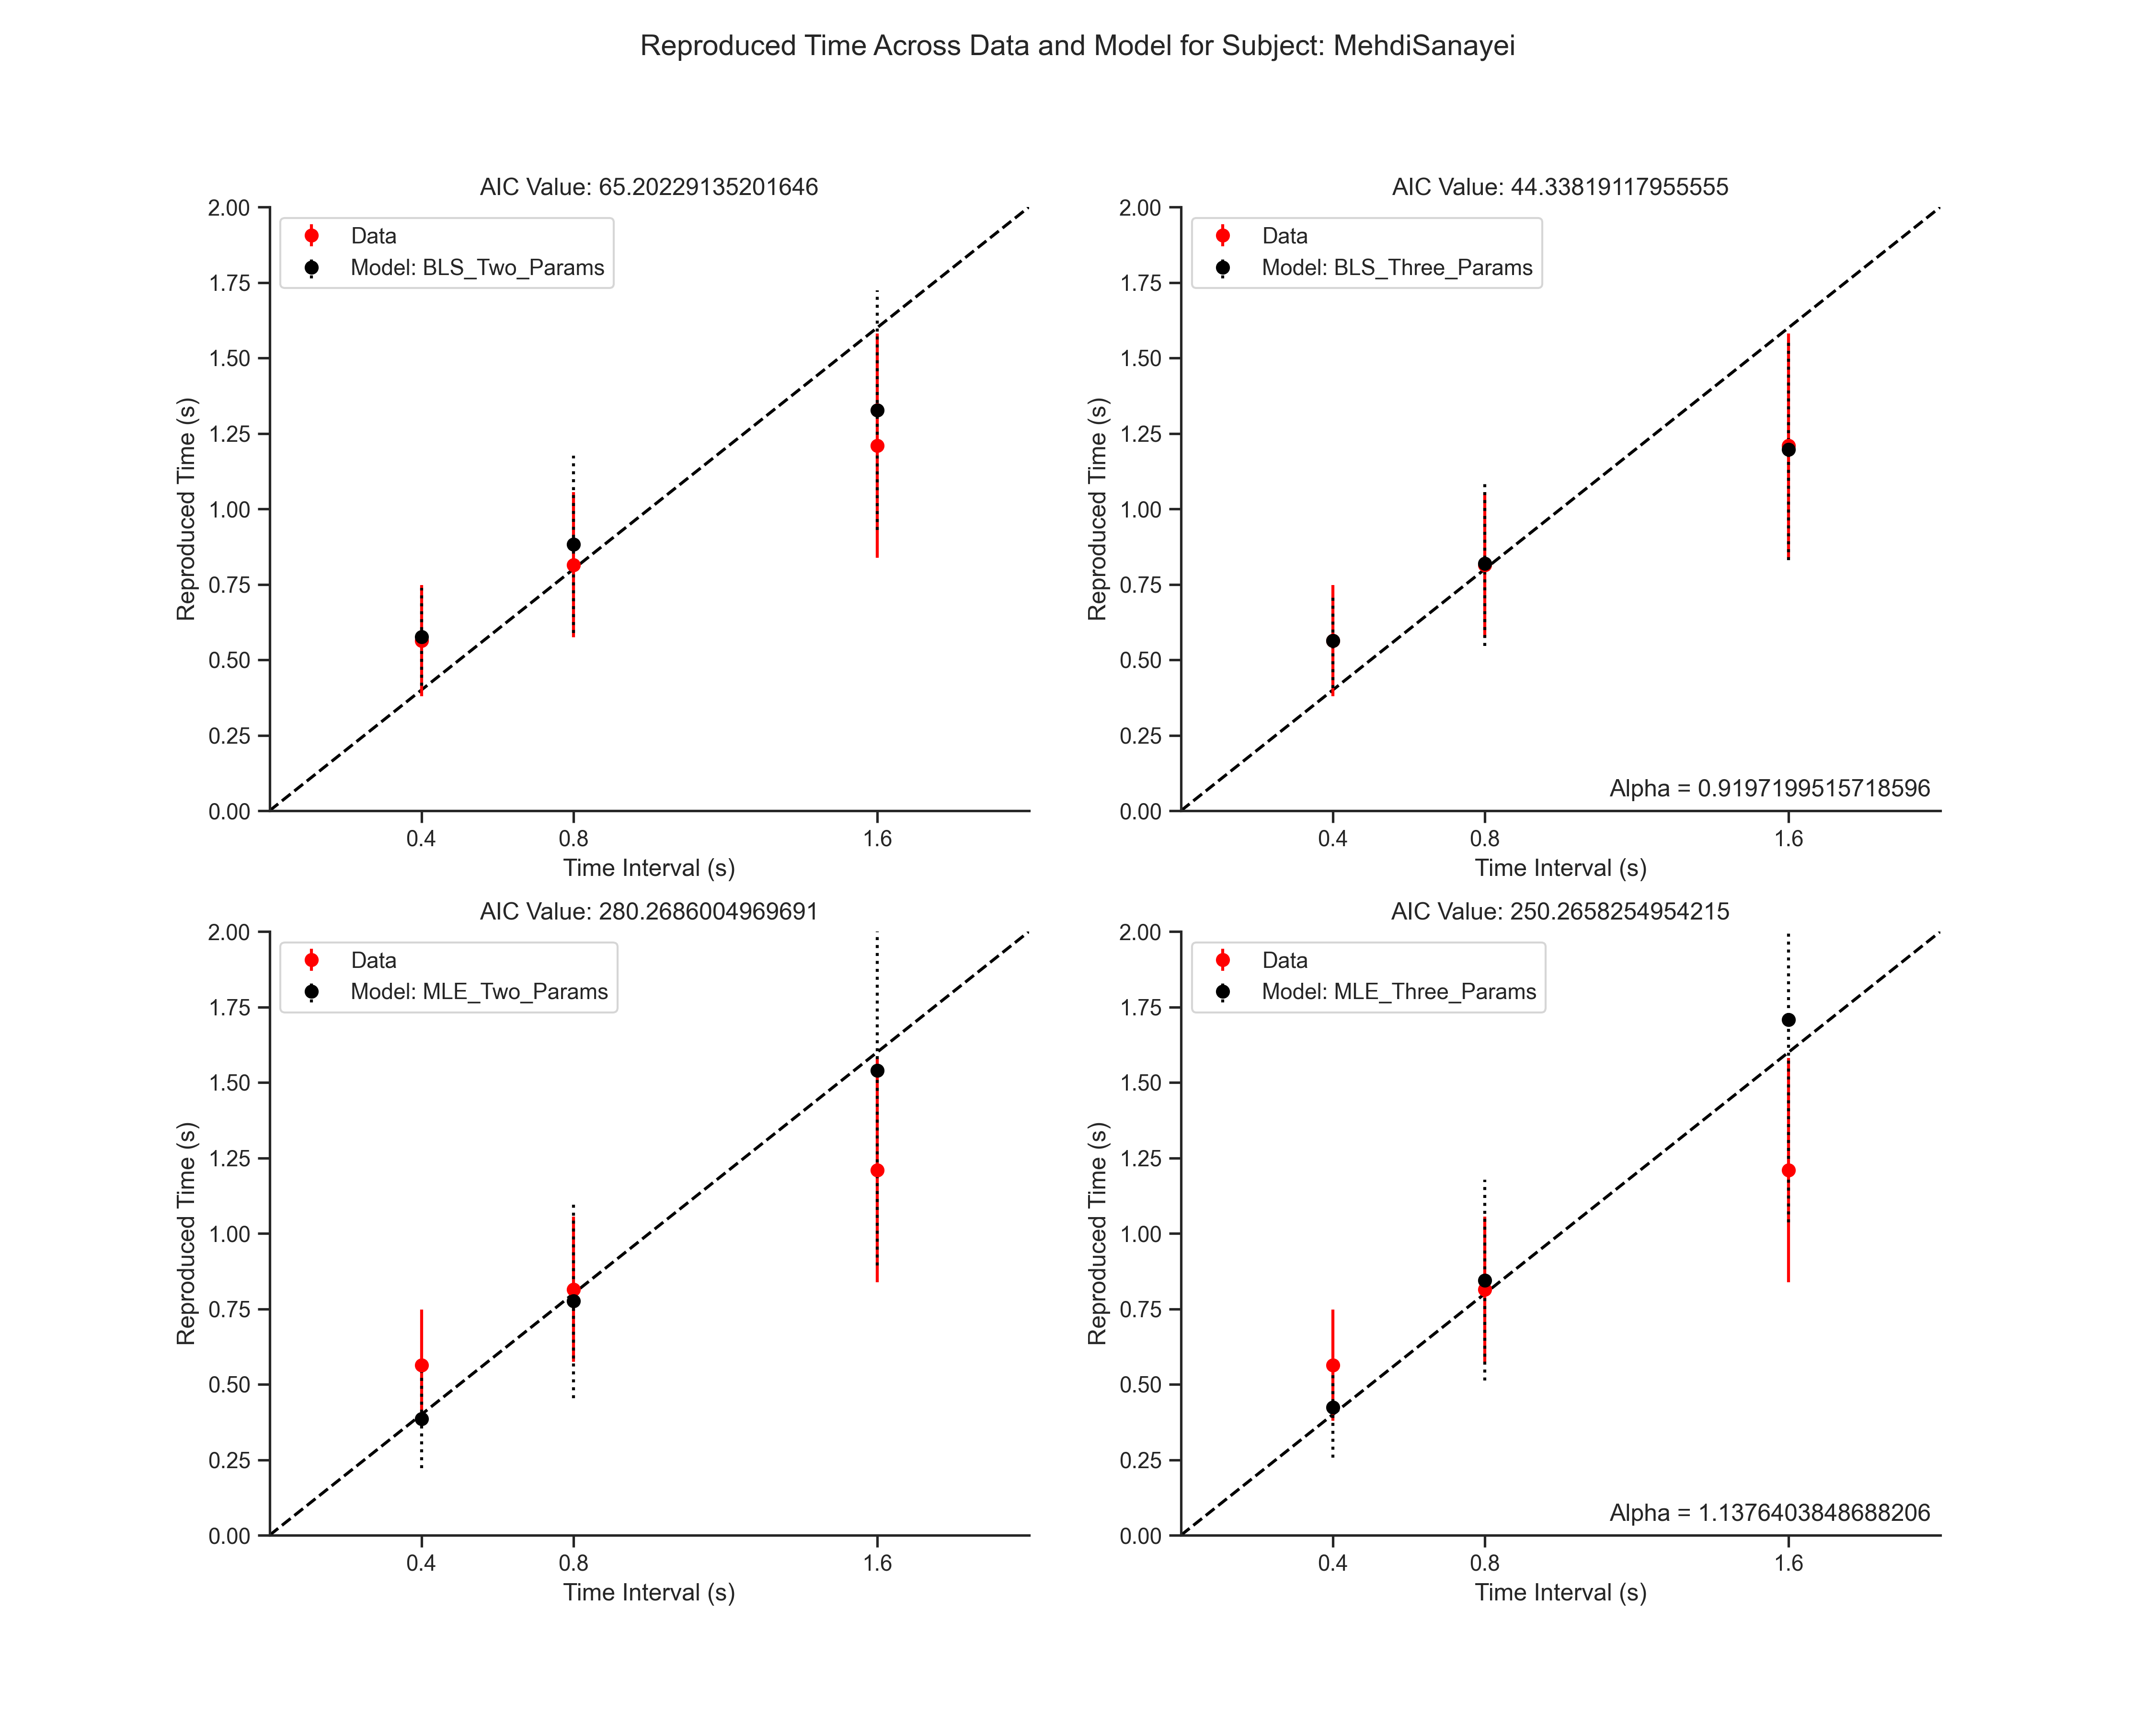 Reproduced Time Across Data and Model for Subject: MehdiSanayei
AIC Value: 65.20229135201646
2.00
1.75
1.50
1.25
1.00
0.75
0.50
0.25
0.00
Reproduced Time (s)
Data
Model: BLS_Two_Params
0.4 0.8 1.6
Time Interval (s)
AIC Value: 44.33819117955555
2.00
1.75
1.50
1.25
1.00
0.75
0.50
0.25
0.00
Reproduced Time (s)
Data
Model: BLS_Three_Params
Alpha = 0.9197199515718596
0.4 0.8 1.6
Time Interval (s)
AIC Value: 280.2686004969691
2.00
1.75
1.50
1.25
1.00
0.75
0.50
0.25
0.00
Reproduced Time (s)
Data
Model: MLE_Two_Params
0.4 0.8 1.6
Time Interval (s)
AIC Value: 250.2658254954215
2.00
1.75
1.50
1.25
1.00
0.75
0.50
0.25
0.00
Reproduced Time (s)
Data
Model: MLE_Three_Params
Alpha = 1.1376403848688206
0.4 0.8 1.6
Time Interval (s)